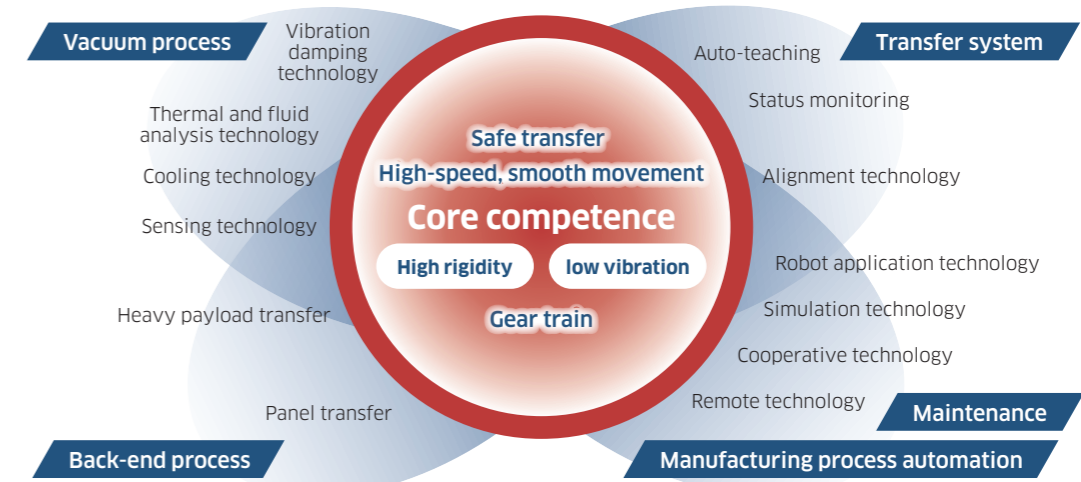 Vacuum process
Vibration
damping
technology
Thermal and fluid
analysis technology
Cooling technology
Sensing technology
Heavy payload transfer
Panel transfer
Back-end process
Safe transfer
High-speed, smooth movement
Core competence
High rigidity
low vibration
Gear train
Transfer system
Auto-teaching
Status monitoring
Alignment technology
Robot application technology
Simulation technology
Cooperative technology
Remote technology
Maintenance
Manufacturing process automation